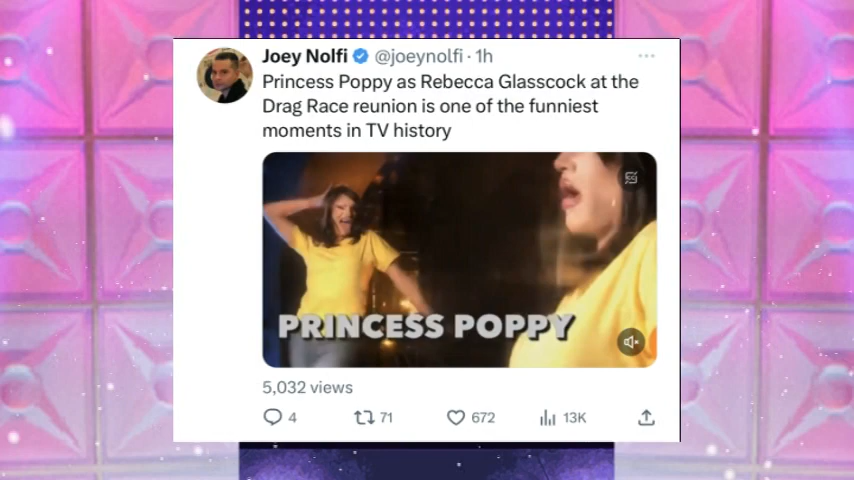 Joey Nolfi @joeynolfi · 1h
Princess Poppy as Rebecca Glasscock at the
Drag Race reunion is one of the funniest
moments in TV history
PRINCESS POPPY
5,032 views
4 71 672 13K